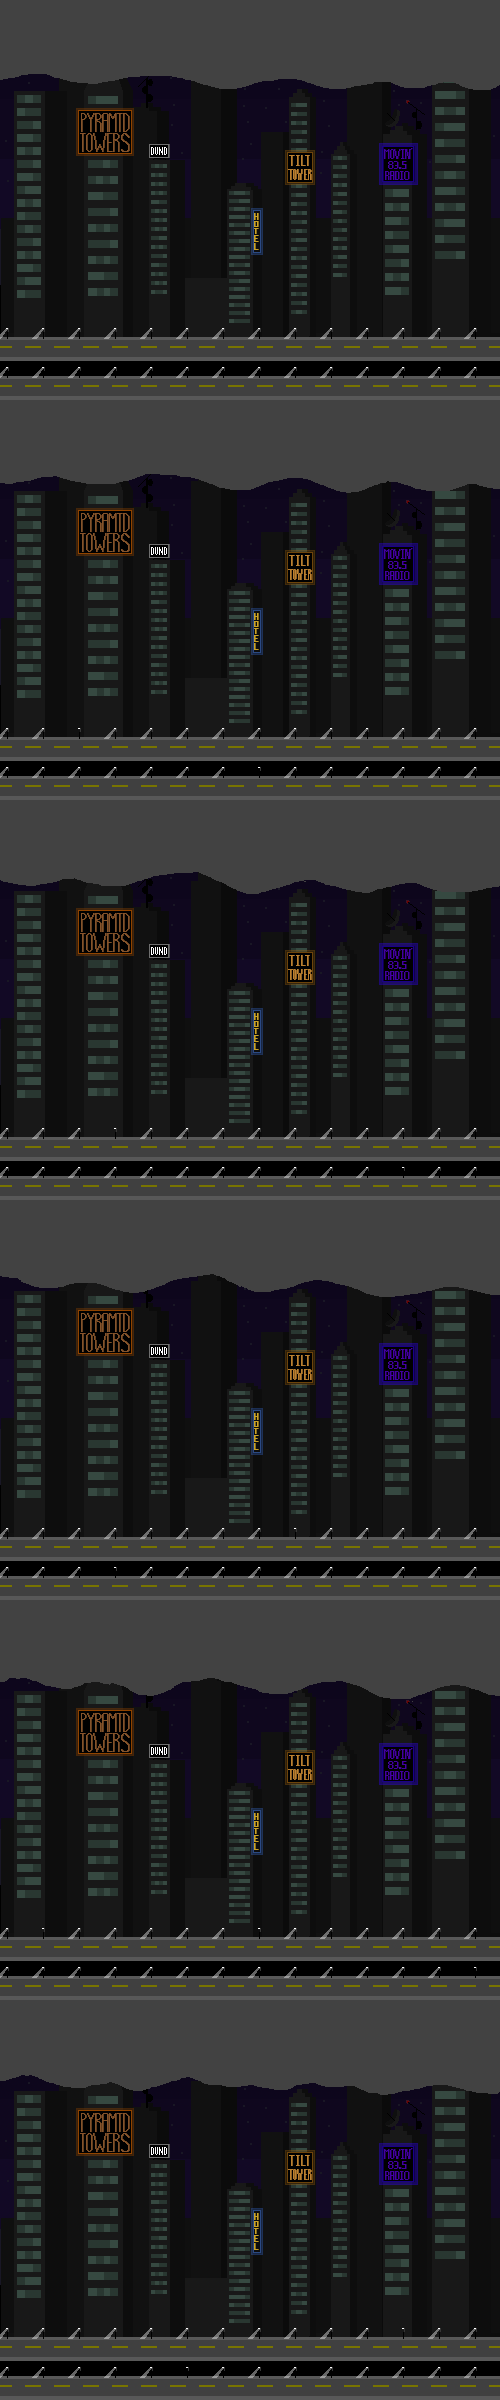 PYRAMID
TOWERS
DUND
HOTEL
TILT
TOWER
MOVIN
83.5
RADIO
PYRAMID
TOWERS
DUND
HOTEL
TILT
TOWER
MOVIN
83.5
RADIO
PYRAMID
TOWERS
DUND
HOTEL
TILT
TOWER
MOVIN
83.5
RADIO
PYRAMID
TOWERS
DUND
HOTEL
TILT
TOWER
MOVIN
83.5
RADIO
PYRAMID
TOWERS
DUND
HOTEL
TILT
TOWER
MOVIN
83.5
RADIO
PYRAMID
TOWERS
DUND
HOTEL
TILT
TOWER
MOVIN
83.5
RADIO